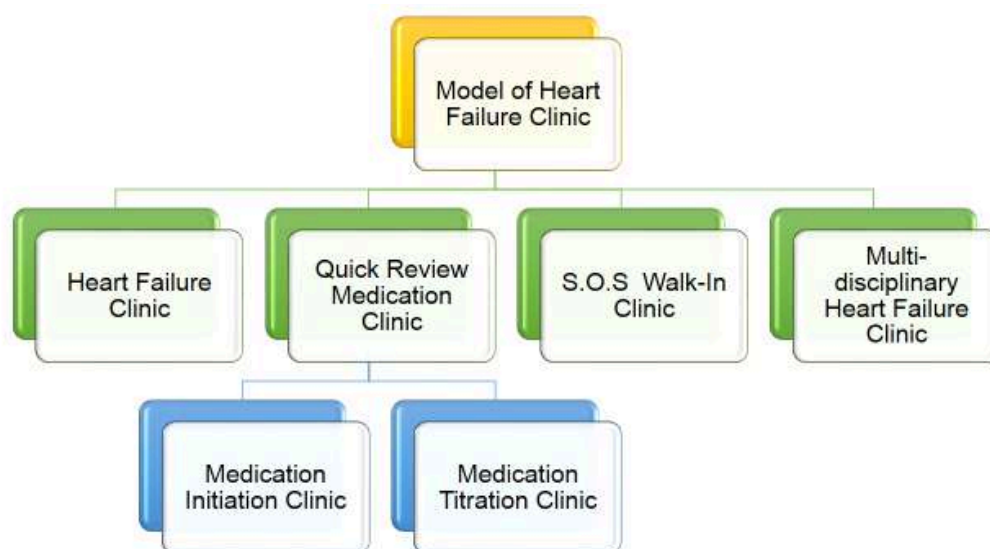 Model of Heart
Failure Clinic
Heart Failure
Clinic
Quick Review
Medication
Clinic
S.O.S Walk-In
Clinic
Multi-
disciplinary
Heart Failure
Clinic
Medication
Initiation Clinic
Medication
Titration Clinic